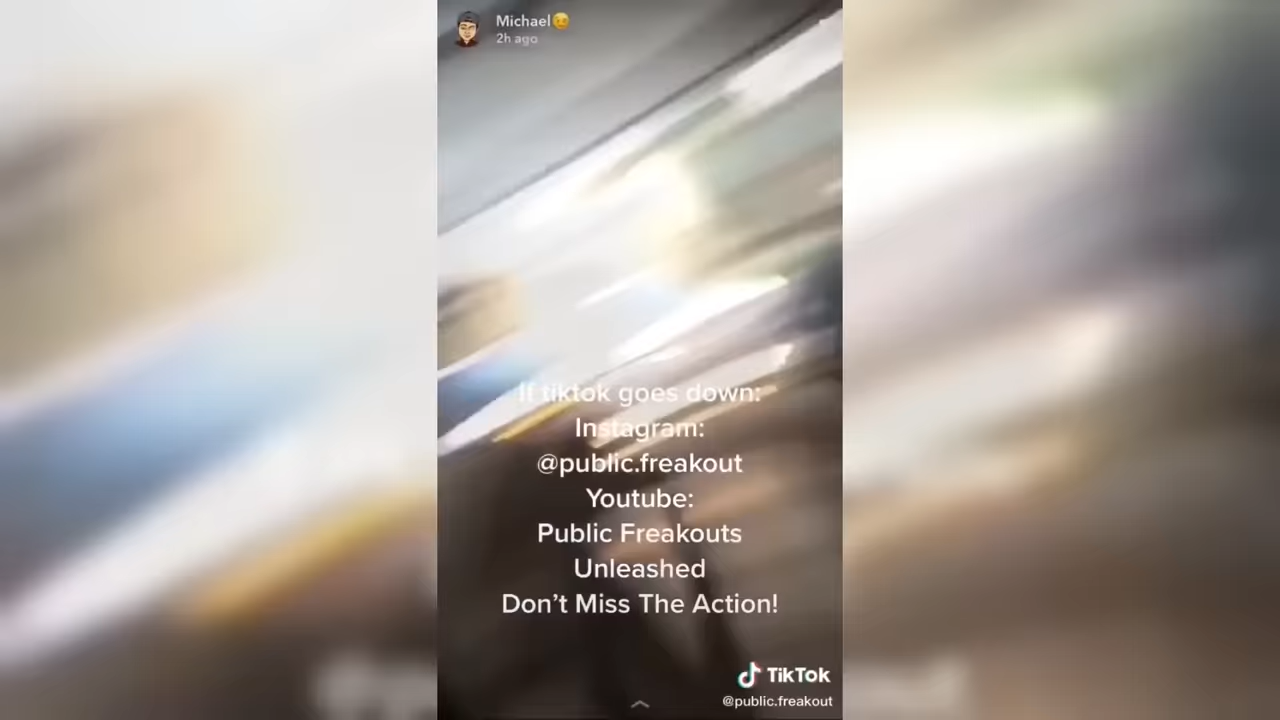 Michael😉
2h ago
If tiktok goes down:
Instagram:
@public.freakout
Youtube:
Public Freakouts
Unleashed
Don't Miss The Action!
TikTok
@public.freakout